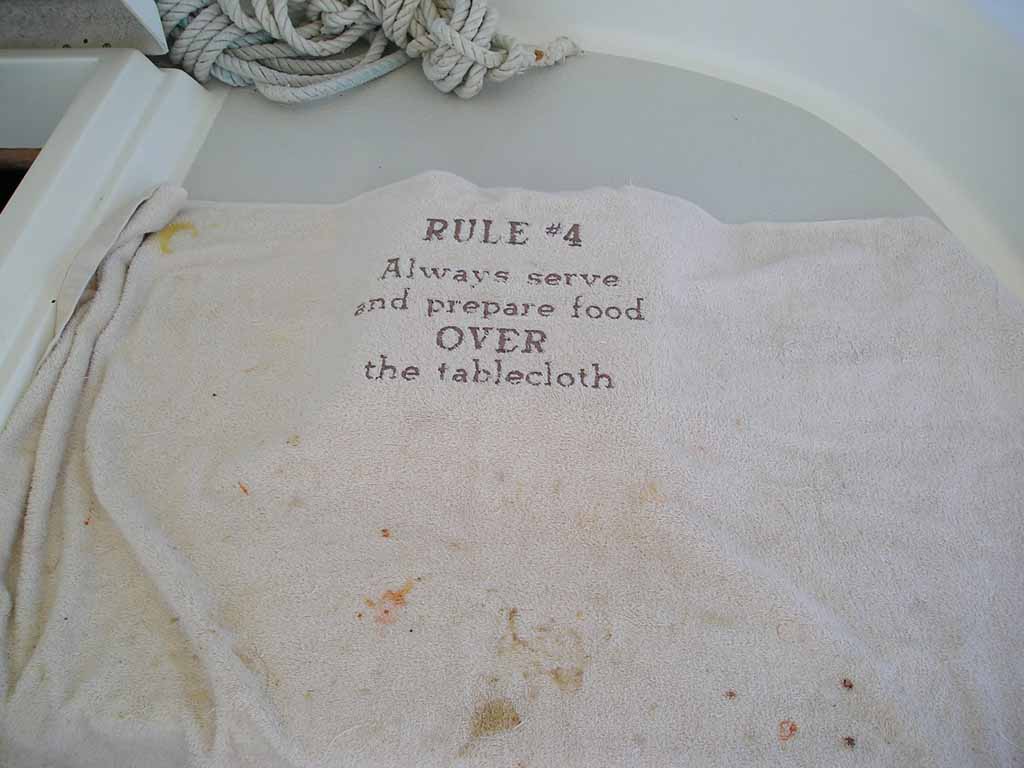 RULE #4
Always serve
and prepare food
OVER
the tablecloth